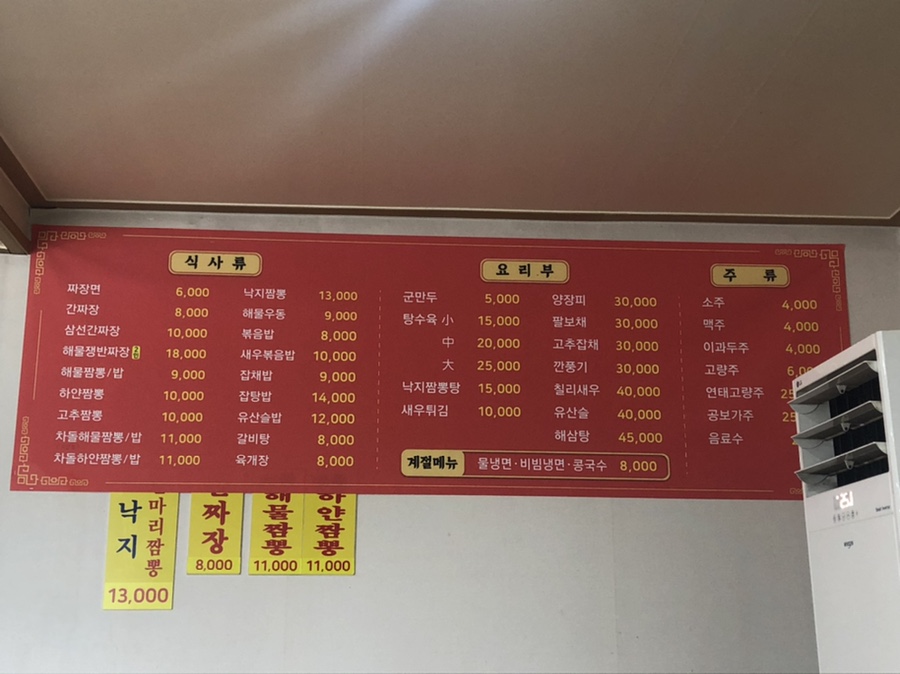 식사류
짜장면 6,000
간짜장 8,000
삼선간짜장 10,000
해물쟁반짜장 18,000
해물짬뽕/밥 9,000
하얀짬뽕 10,000
고추짬뽕 10,000
차돌해물짬뽕/밥 11,000
차돌하얀짬뽕/밥 11,000
낙지짬뽕 13,000
해물우동 9,000
볶음밥 8,000
새우볶음밥 10,000
잡채밥 9,000
잡탕밥 14,000
유산슬밥 12,000
갈비탕 8,000
육개장 8,000
요리부
군만두 5,000
탕수육 小 15,000
中 20,000
大 25,000
낙지짬뽕탕 15,000
새우튀김 10,000
양장피 30,000
팔보채 30,000
고추잡채 30,000
깐풍기 30,000
칠리새우 40,000
유산슬 40,000
해삼탕 45,000
계절메뉴 물냉면·비빔냉면·콩국수 8,000
주류
소주 4,000
맥주 4,000
이과두주 4,000
고량주
연태고량주
공보가주
음료수
낙지
마리짬뽕
13,000
짜장
8,000
해물짬뽕
11,000
하얀짬뽕
11,000